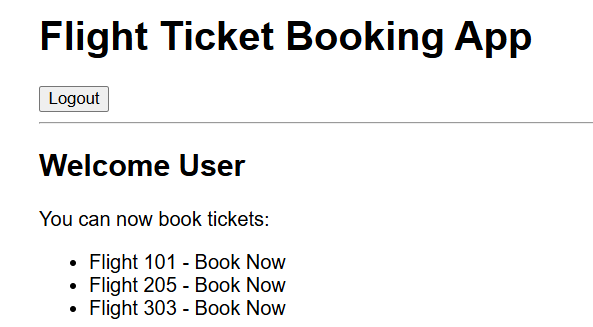 Flight Ticket Booking App
Logout
Welcome User
You can now book tickets:
Flight 101 - Book Now
Flight 205 - Book Now
Flight 303 - Book Now